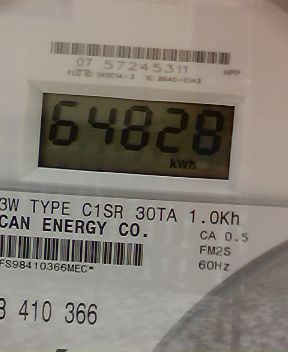 07 57245311 HPP
64828
kWh
3W TYPE C1SR 30TA 1.0Kh
CAN ENERGY CO. CA 0.5
FM2S
FS98410366MEC* 60Hz
410 366